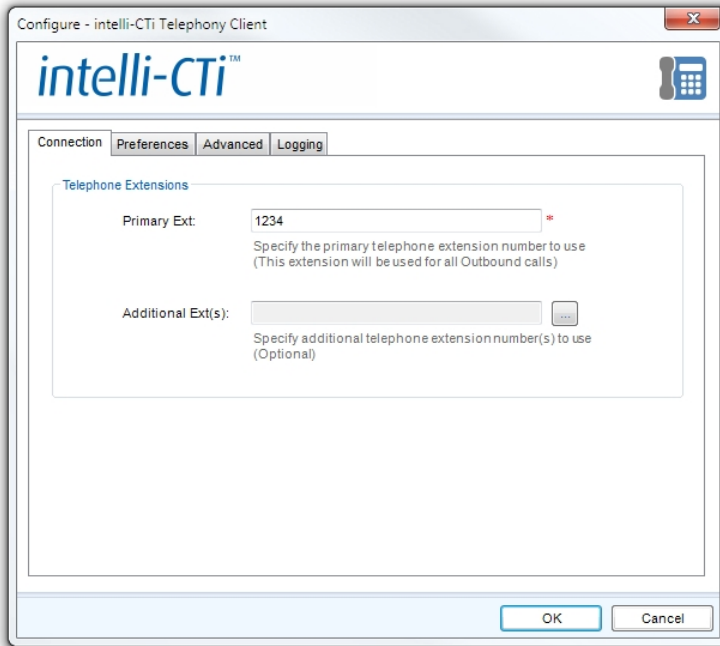 Configure - intelli-CTi Telephony Client
intelli-CTi™
Connection Preferences Advanced Logging
Telephone Extensions
Primary Ext: 1234 *
Specify the primary telephone extension number to use
(This extension will be used for all Outbound calls)
Additional Ext(s): ...
Specify additional telephone extension number(s) to use
(Optional)
OK Cancel